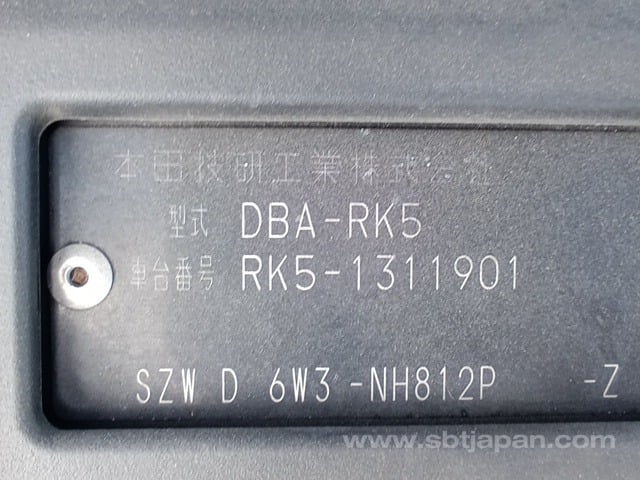 本田技研工業株式会社
型式 DBA-RK5
車台番号 RK5-1311901
SZW D 6W3 -NH812P -Z
www.sbtjapan.com